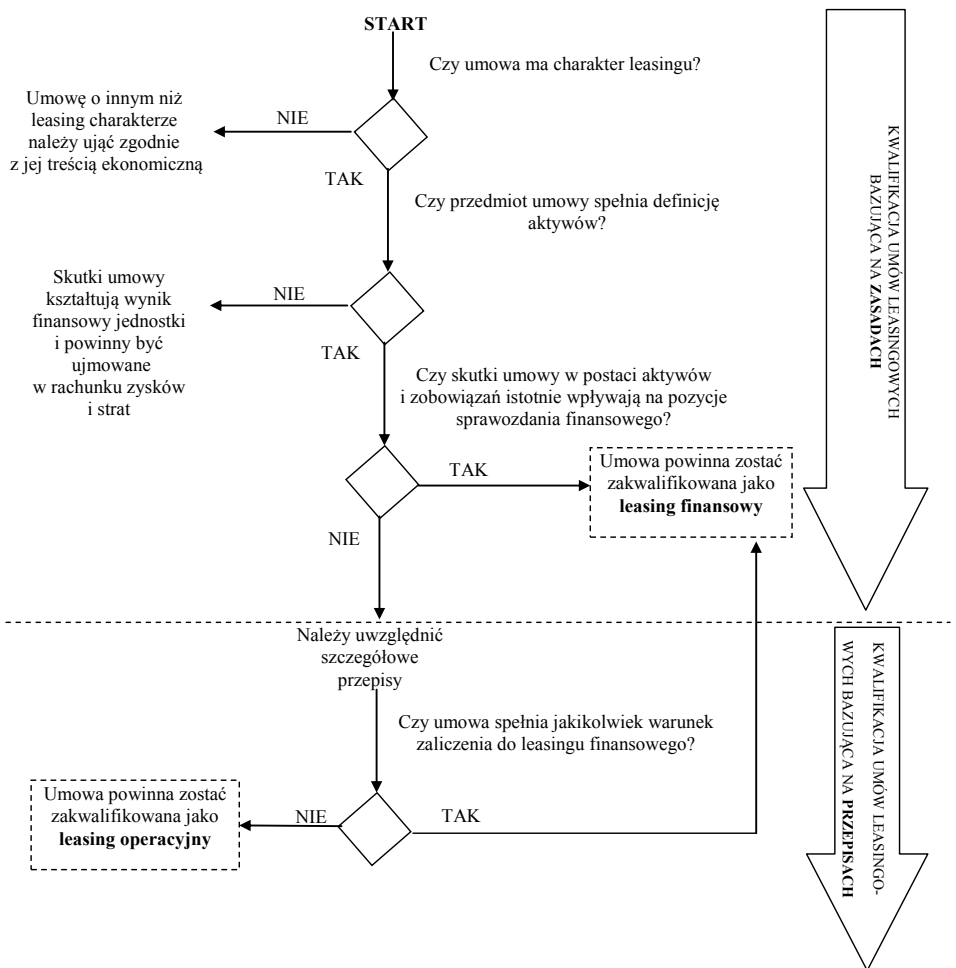 START
Czy umowa ma charakter leasingu?
NIE
Umowę o innym niż
leasing charakterze
należy ująć zgodnie
z jej treścią ekonomiczną
TAK
Czy przedmiot umowy spełnia definicję
aktywów?
NIE
Skutki umowy
kształtują wynik
finansowy jednostki
i powinny być
ujmowane
w rachunku zysków
i strat
TAK
Czy skutki umowy w postaci aktywów
i zobowiązań istotnie wpływają na pozycje
sprawozdania finansowego?
TAK
Umowa powinna zostać
zakwalifikowana jako
leasing finansowy
NIE
KWALIFIKACJA UMÓW LEASINGOWYCH
BAZUJĄCA NA ZASADACH
Należy uwzględnić
szczegółowe
przepisy
Czy umowa spełnia jakikolwiek warunek
zaliczenia do leasingu finansowego?
NIE
Umowa powinna zostać
zakwalifikowana jako
leasing operacyjny
TAK
KWALIFIKACJA UMÓW LEASINGO-
WYCH BAZUJĄCA NA PRZEPISACH